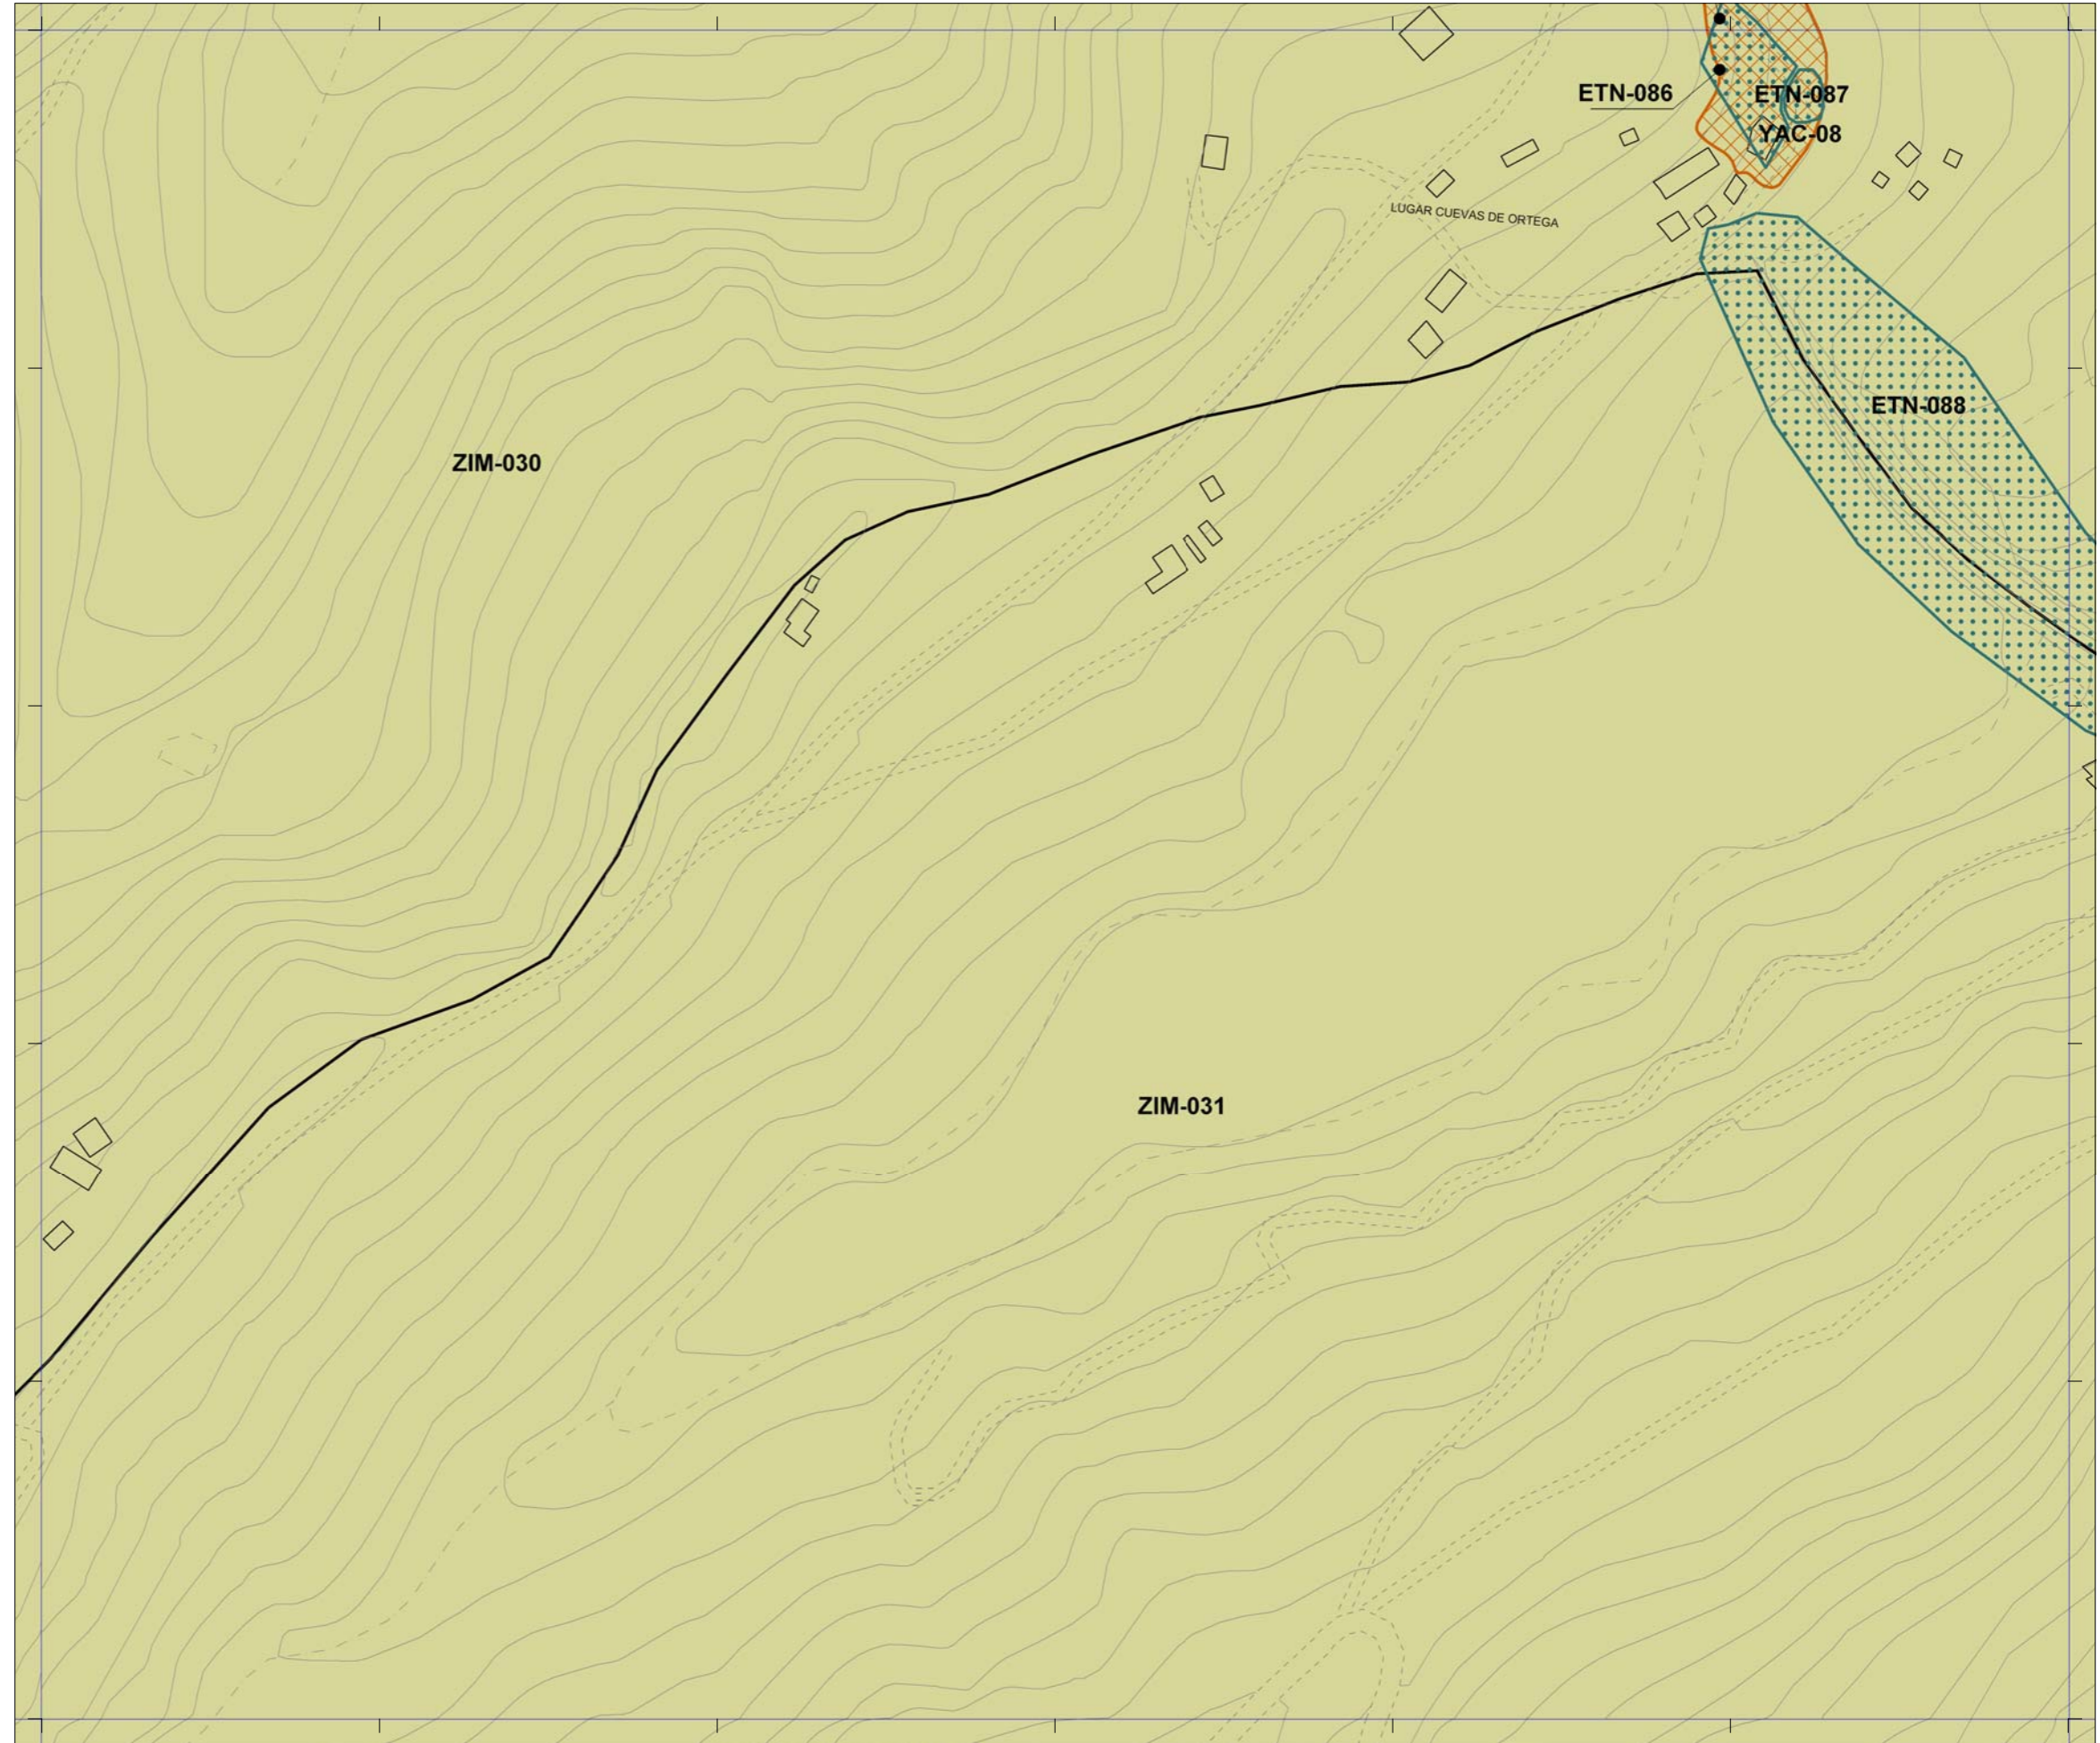 ETN-086
ETN-087
YAC-08
LUGAR CUEVAS DE ORTEGA
ETN-088
ZIM-030
ZIM-031